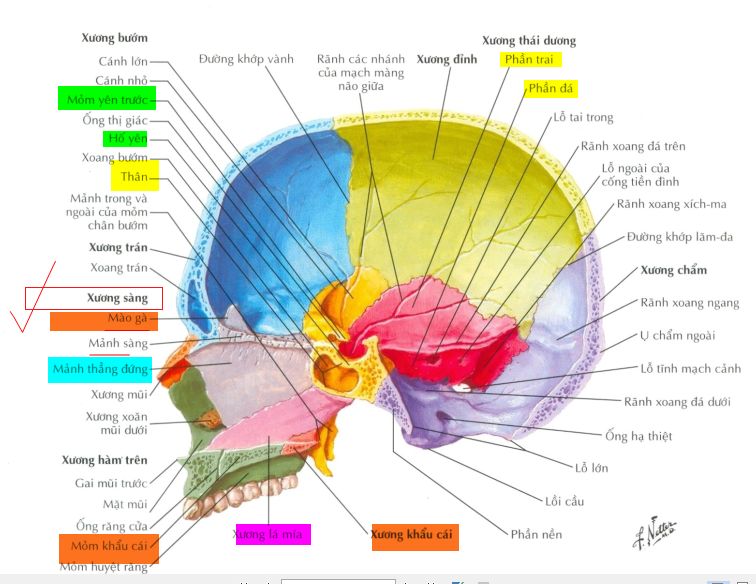 Xương bướm
Cánh lớn
Cánh nhỏ
Mỏm yên trước
Ống thị giác
Hố yên
Xoang bướm
Thân
Mảnh trong và
ngoài của mỏm
chân bướm
Xương trán
Xoang trán
Xương sàng
Mào gà
Mảnh sàng
Mảnh thẳng đứng
Xương mũi
Xương xoăn
mũi dưới
Xương hàm trên
Gai mũi trước
Mặt mũi
Ống răng cửa
Mỏm khẩu cái
Mỏm huyệt răng
Đường khớp vành
Rãnh các nhánh
của mạch màng
não giữa
Xương đỉnh
Xương thái dương
Phần trai
Phần đá
Lỗ tai trong
Rãnh xoang đá trên
Lỗ ngoài của
cống tiền đình
Rãnh xoang xích-ma
Đường khớp lăm-đa
Xương chẩm
Rãnh xoang ngang
Ụ chẩm ngoài
Lỗ tĩnh mạch cảnh
Rãnh xoang đá dưới
Ống hạ thiệt
Lỗ lớn
Lồi cầu
Phần nền
Xương khẩu cái
Xương lá mía
F. Netter
M.D.